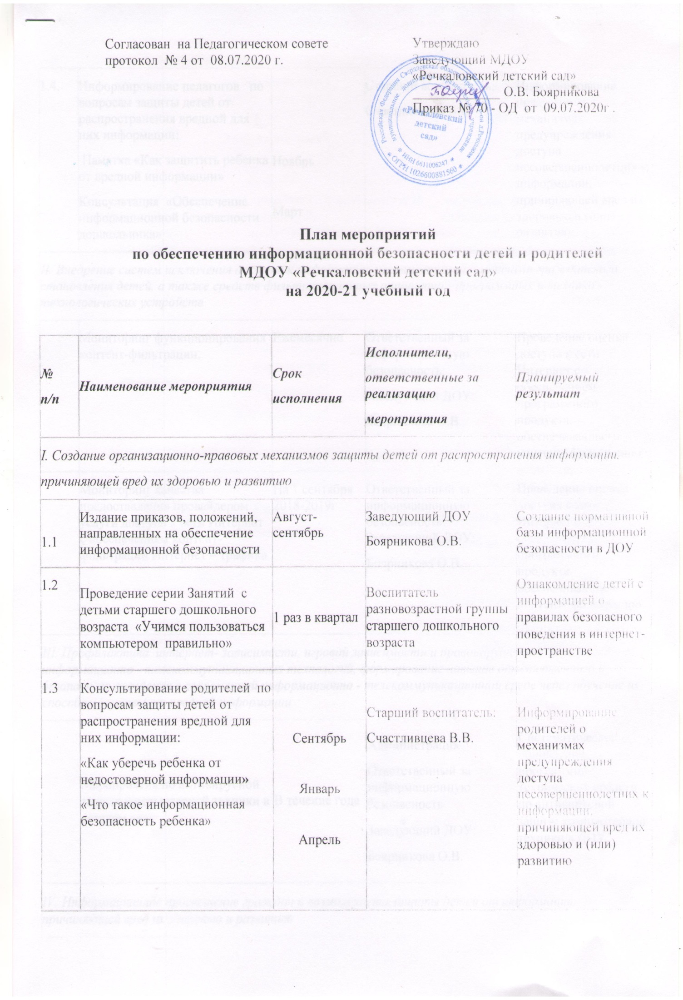 Согласован на Педагогическом совете
протокол № 4 от 08.07.2020 г.
Утверждаю
Заведующий МДОУ
«Речкаловский детский сад»
О.В. Боярникова
Приказ № 70 - ОД от 09.07.2020г .
Российская Федерация Свердловская область
муниципальное дошкольное образовательное учреждение
«Речкаловский
детский
сад»
* ИНН 6611006247 *
* ОГРН 1026600881560 *
План мероприятий
по обеспечению информационной безопасности детей и родителей
МДОУ «Речкаловский детский сад»
на 2020-21 учебный год
№
п/п
Наименование мероприятия
Срок
исполнения
Исполнители,
ответственные за
реализацию
мероприятия
Планируемый
результат
I. Создание организационно-правовых механизмов защиты детей от распространения информации,
причиняющей вред их здоровью и развитию
1.1
Издание приказов, положений,
направленных на обеспечение
информационной безопасности
Август-
сентябрь
Заведующий ДОУ
Боярникова О.В.
Создание нормативной
базы информационной
безопасности в ДОУ
1.2
Проведение серии Занятий с
детьми старшего дошкольного
возраста «Учимся пользоваться
компьютером правильно»
1 раз в квартал
Воспитатель
разновозрастной группы
старшего дошкольного
возраста
Ознакомление детей с
информацией о
правилах безопасного
поведения в интернет-
пространстве
1.3
Консультирование родителей по
вопросам защиты детей от
распространения вредной для
них информации:
«Как уберечь ребенка от
недостоверной информации»
«Что такое информационная
безопасность ребенка»
Сентябрь
Январь
Апрель
Старший воспитатель:
Счастливцева В.В.
Информирование
родителей о
механизмах
предупреждения
доступа
несовершеннолетних к
информации,
причиняющей вред их
здоровью и (или)
развитию